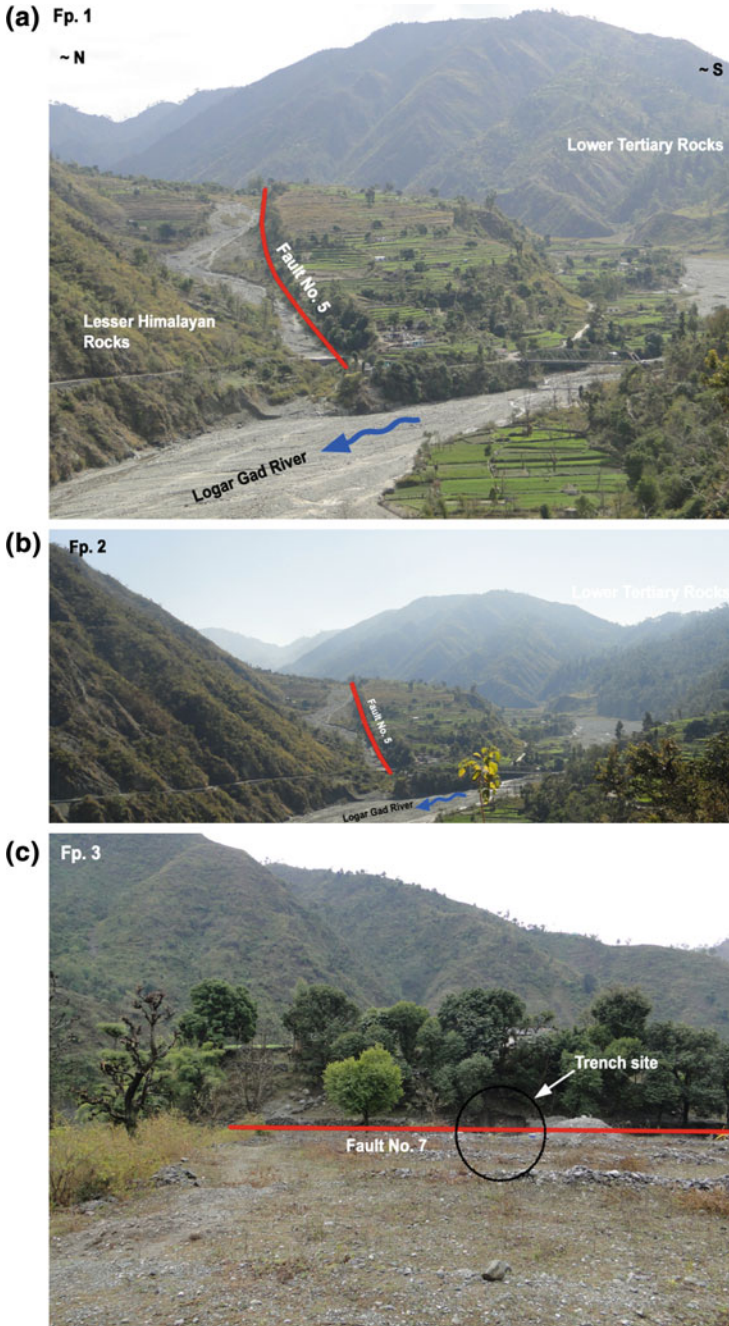 (a) Fp. 1
~ N
~ S
Lower Tertiary Rocks
Fault No. 5
Lesser Himalayan
Rocks
Logar Gad River
(b) Fp. 2
Lower Tertiary Rocks
Fault No. 5
Logar Gad River
(c) Fp. 3
Trench site
Fault No. 7